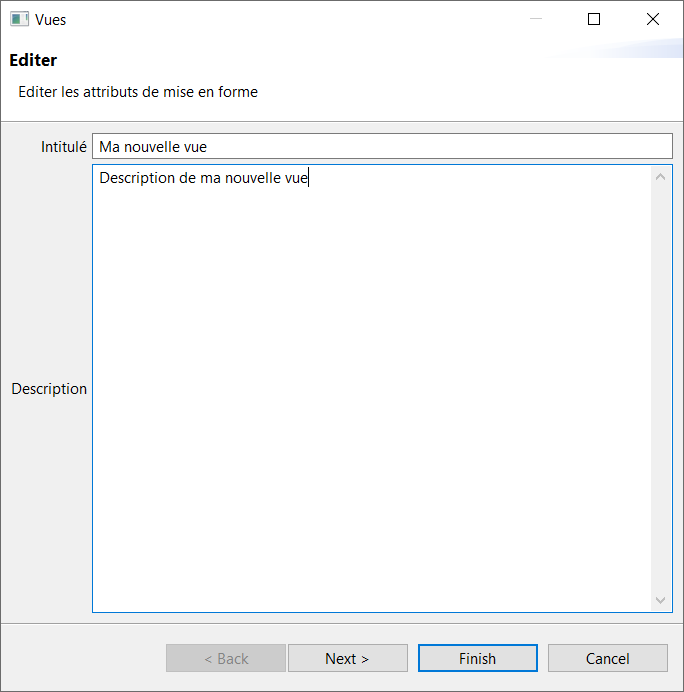 Vues
Editer
Editer les attributs de mise en forme
Intitulé Ma nouvelle vue
Description de ma nouvelle vue
Description
< Back Next > Finish Cancel